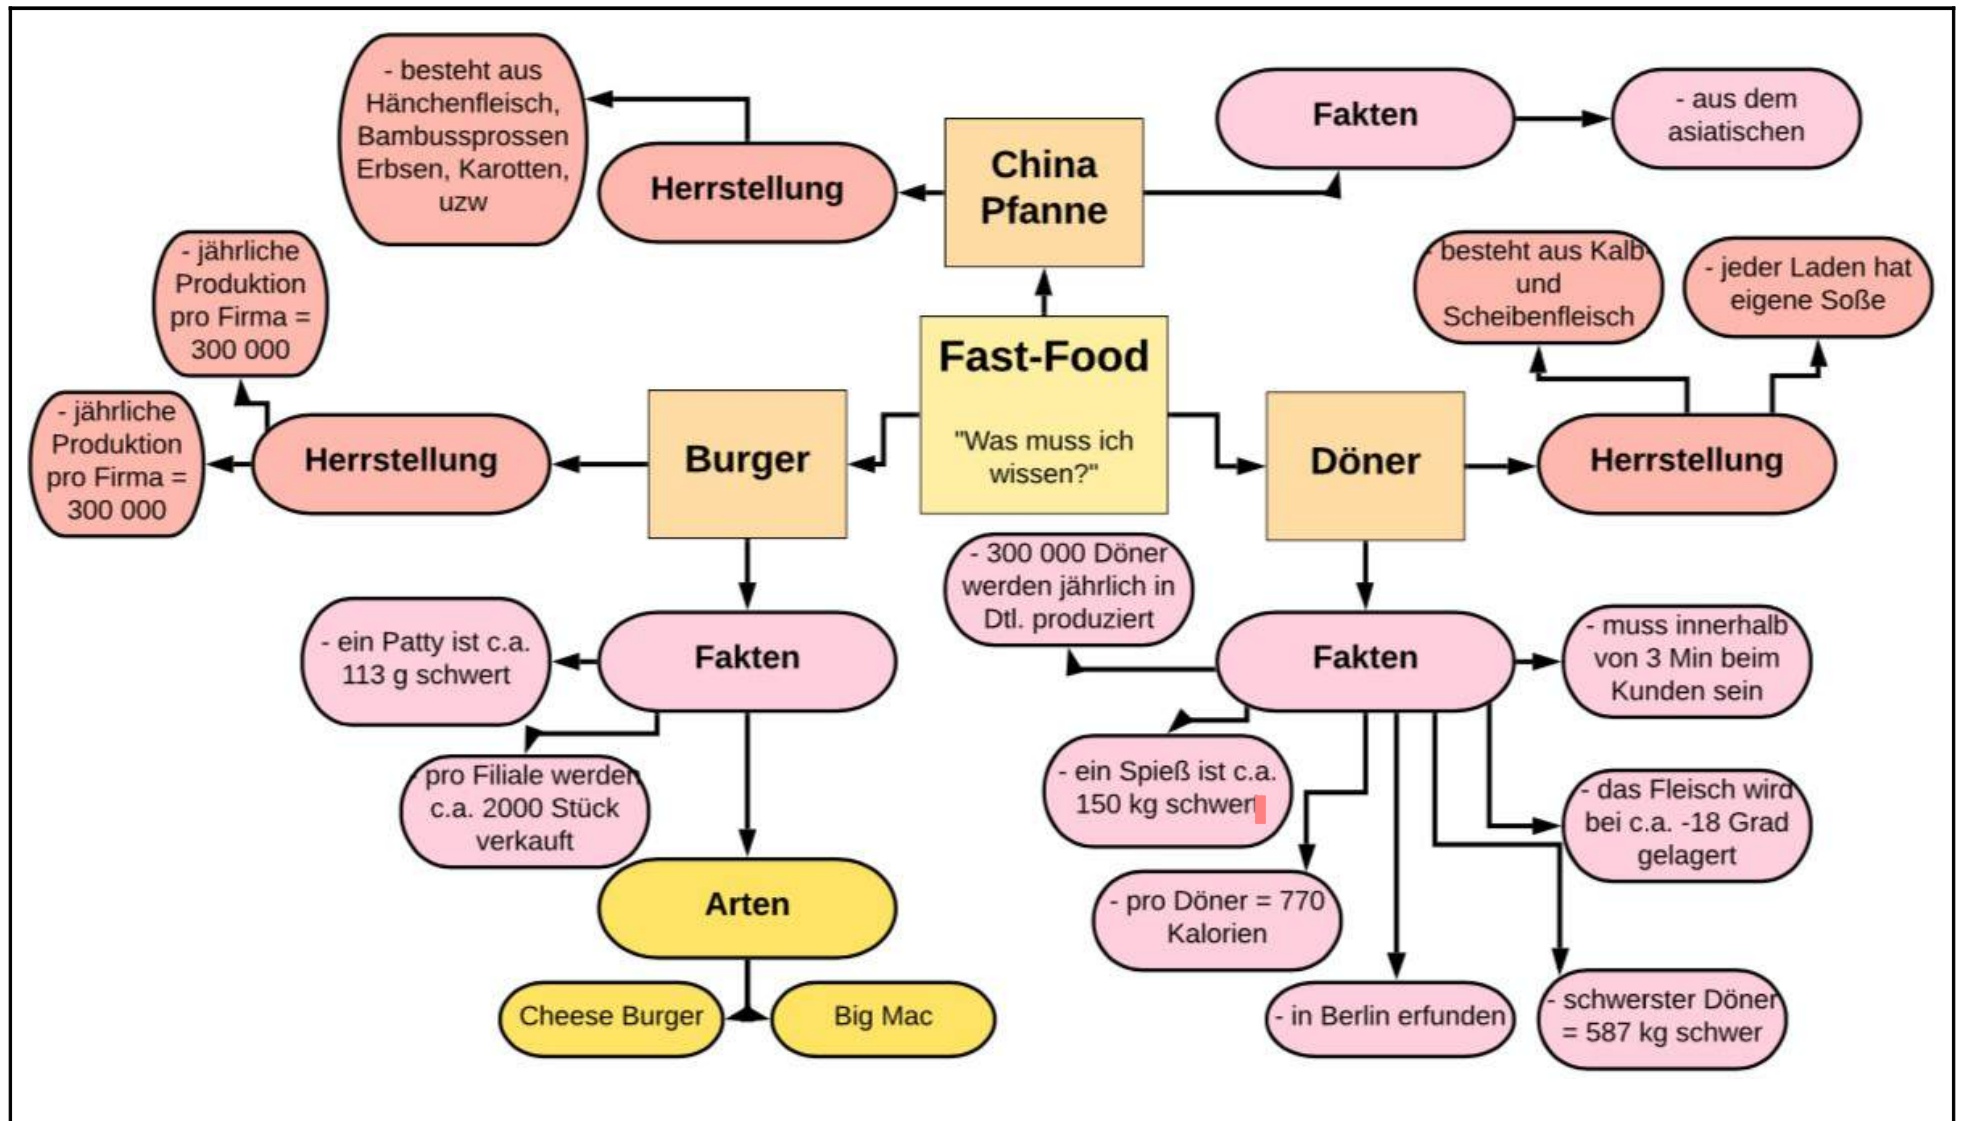 - besteht aus
Hänchenfleisch,
Bambussprossen
Erbsen, Karotten,
uzw
Herrstellung
China
Pfanne
Fakten
- aus dem
asiatischen
- jährliche
Produktion
pro Firma =
300 000
- jährliche
Produktion
pro Firma =
300 000
Herrstellung
Burger
Fast-Food
"Was muss ich
wissen?"
Döner
- besteht aus Kalb-
und
Scheibenfleisch
- jeder Laden hat
eigene Soße
Herrstellung
- ein Patty ist c.a.
113 g schwert
Fakten
- pro Filiale werden
c.a. 2000 Stück
verkauft
Arten
Cheese Burger
Big Mac
- 300 000 Döner
werden jährlich in
Dtl. produziert
Fakten
- muss innerhalb
von 3 Min beim
Kunden sein
- ein Spieß ist c.a.
150 kg schwert
- das Fleisch wird
bei c.a. -18 Grad
gelagert
- pro Döner = 770
Kalorien
- in Berlin erfunden
- schwerster Döner
= 587 kg schwer